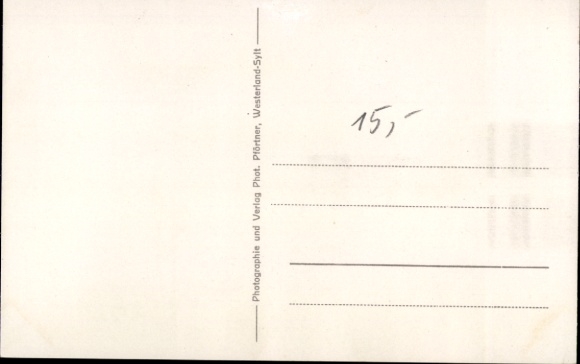 Photographie und Verlag Phot. Pförtner, Westerland-Sylt
15,-